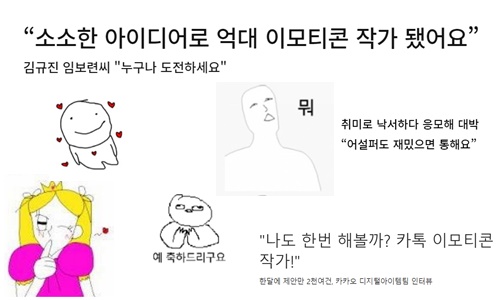 “소소한 아이디어로 억대 이모티콘 작가 됐어요”
김규진 임보련씨 "누구나 도전하세요"
뭐
취미로 낙서하다 응모해 대박
“어설퍼도 재밌으면 통해요”
예 축하드리구요
"나도 한번 해볼까? 카톡 이모티콘
작가!"
한달에 제안만 2천여건, 카카오 디지털아이템팀 인터뷰